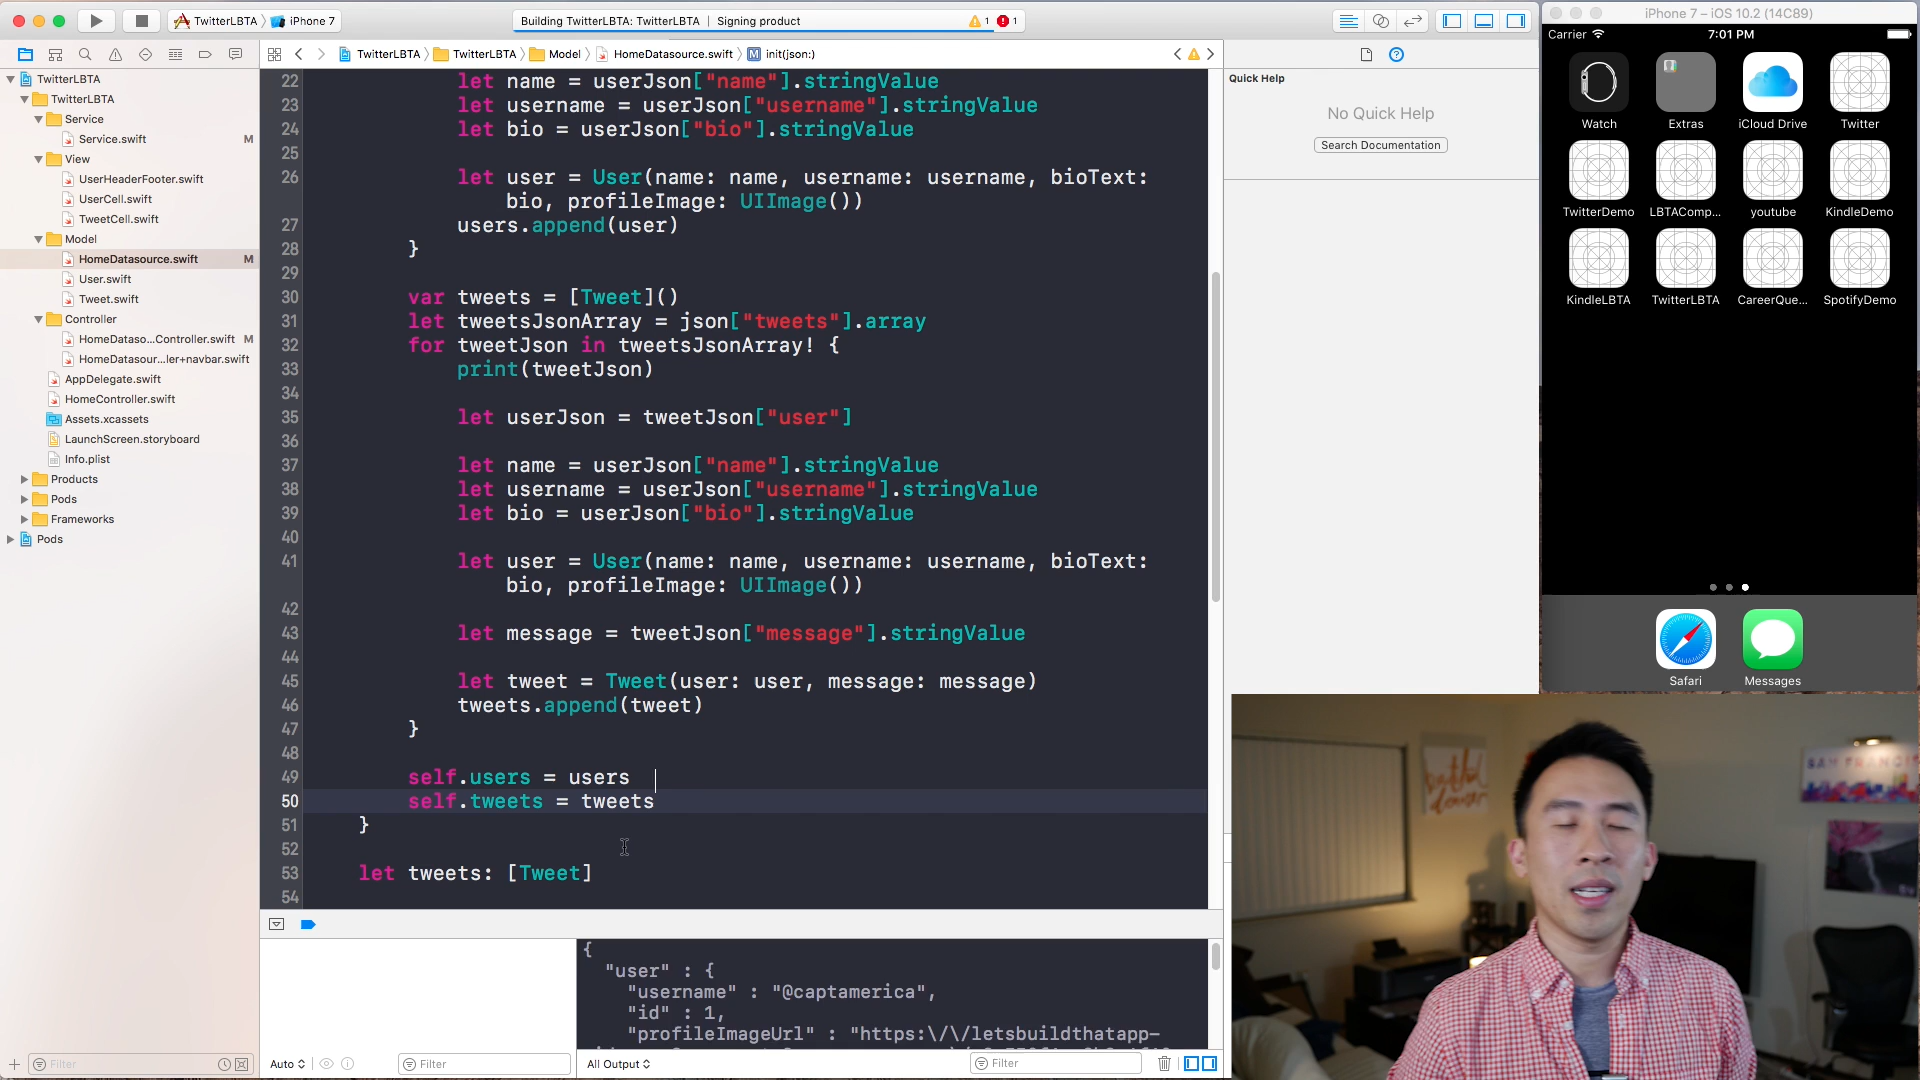 TwitterLBTA
iPhone 7
Building TwitterLBTA: TwitterLBTA | Signing product
1
1
iPhone 7 – iOS 10.2 (14C89)
TwitterLBTA
TwitterLBTA
Model
HomeDatasource.swift
M init(json:)
Carrier
7:01 PM
TwitterLBTA
TwitterLBTA
Service
Service.swift M
View
UserHeaderFooter.swift
UserCell.swift
TweetCell.swift
Model
HomeDatasource.swift M
User.swift
Tweet.swift
Controller
HomeDataso...Controller.swift M
HomeDatasour...ler+navbar.swift
AppDelegate.swift
HomeController.swift
Assets.xcassets
LaunchScreen.storyboard
Info.plist
Products
Pods
Frameworks
Pods
Filter
22 let name = userJson["name"].stringValue
23 let username = userJson["username"].stringValue
24 let bio = userJson["bio"].stringValue
25
26 let user = User(name: name, username: username, bioText:
bio, profileImage: UIImage())
27 users.append(user)
28 }
29
30 var tweets = [Tweet]()
31 let tweetsJsonArray = json["tweets"].array
32 for tweetJson in tweetsJsonArray! {
33 print(tweetJson)
34
35 let userJson = tweetJson["user"]
36
37 let name = userJson["name"].stringValue
38 let username = userJson["username"].stringValue
39 let bio = userJson["bio"].stringValue
40
41 let user = User(name: name, username: username, bioText:
bio, profileImage: UIImage())
42
43 let message = tweetJson["message"].stringValue
44
45 let tweet = Tweet(user: user, message: message)
46 tweets.append(tweet)
47 }
48
49 self.users = users
50 self.tweets = tweets
51 }
52
53 let tweets: [Tweet]
54
Auto
Filter
{
"user" : {
"username" : "@captamerica",
"id" : 1,
"profileImageUrl" : "https:\/\/letsbuildthatapp-
All Output
Filter
Quick Help
No Quick Help
Search Documentation
Watch
Extras
iCloud Drive
Twitter
TwitterDemo
LBTAComp...
youtube
KindleDemo
KindleLBTA
TwitterLBTA
CareerQue...
SpotifyDemo
Safari
Messages